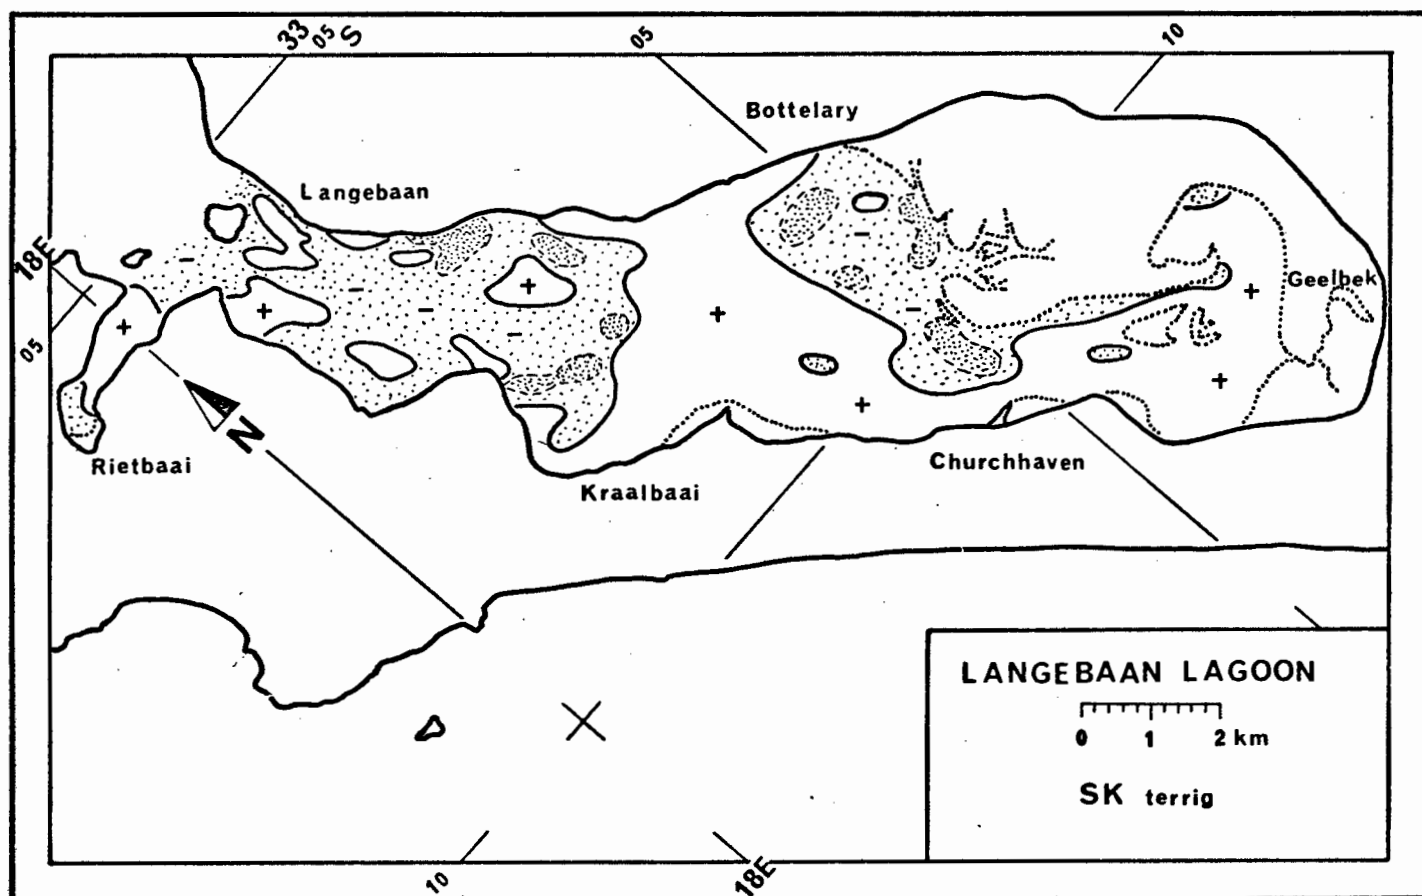 33 05 S
05
10
Bottelary
Langebaan
18E
05
Geelbek
N
Rietbaai
Kraalbaai
Churchhaven
LANGEBAAN LAGOON
0 1 2 km
SK terrig
10
18E